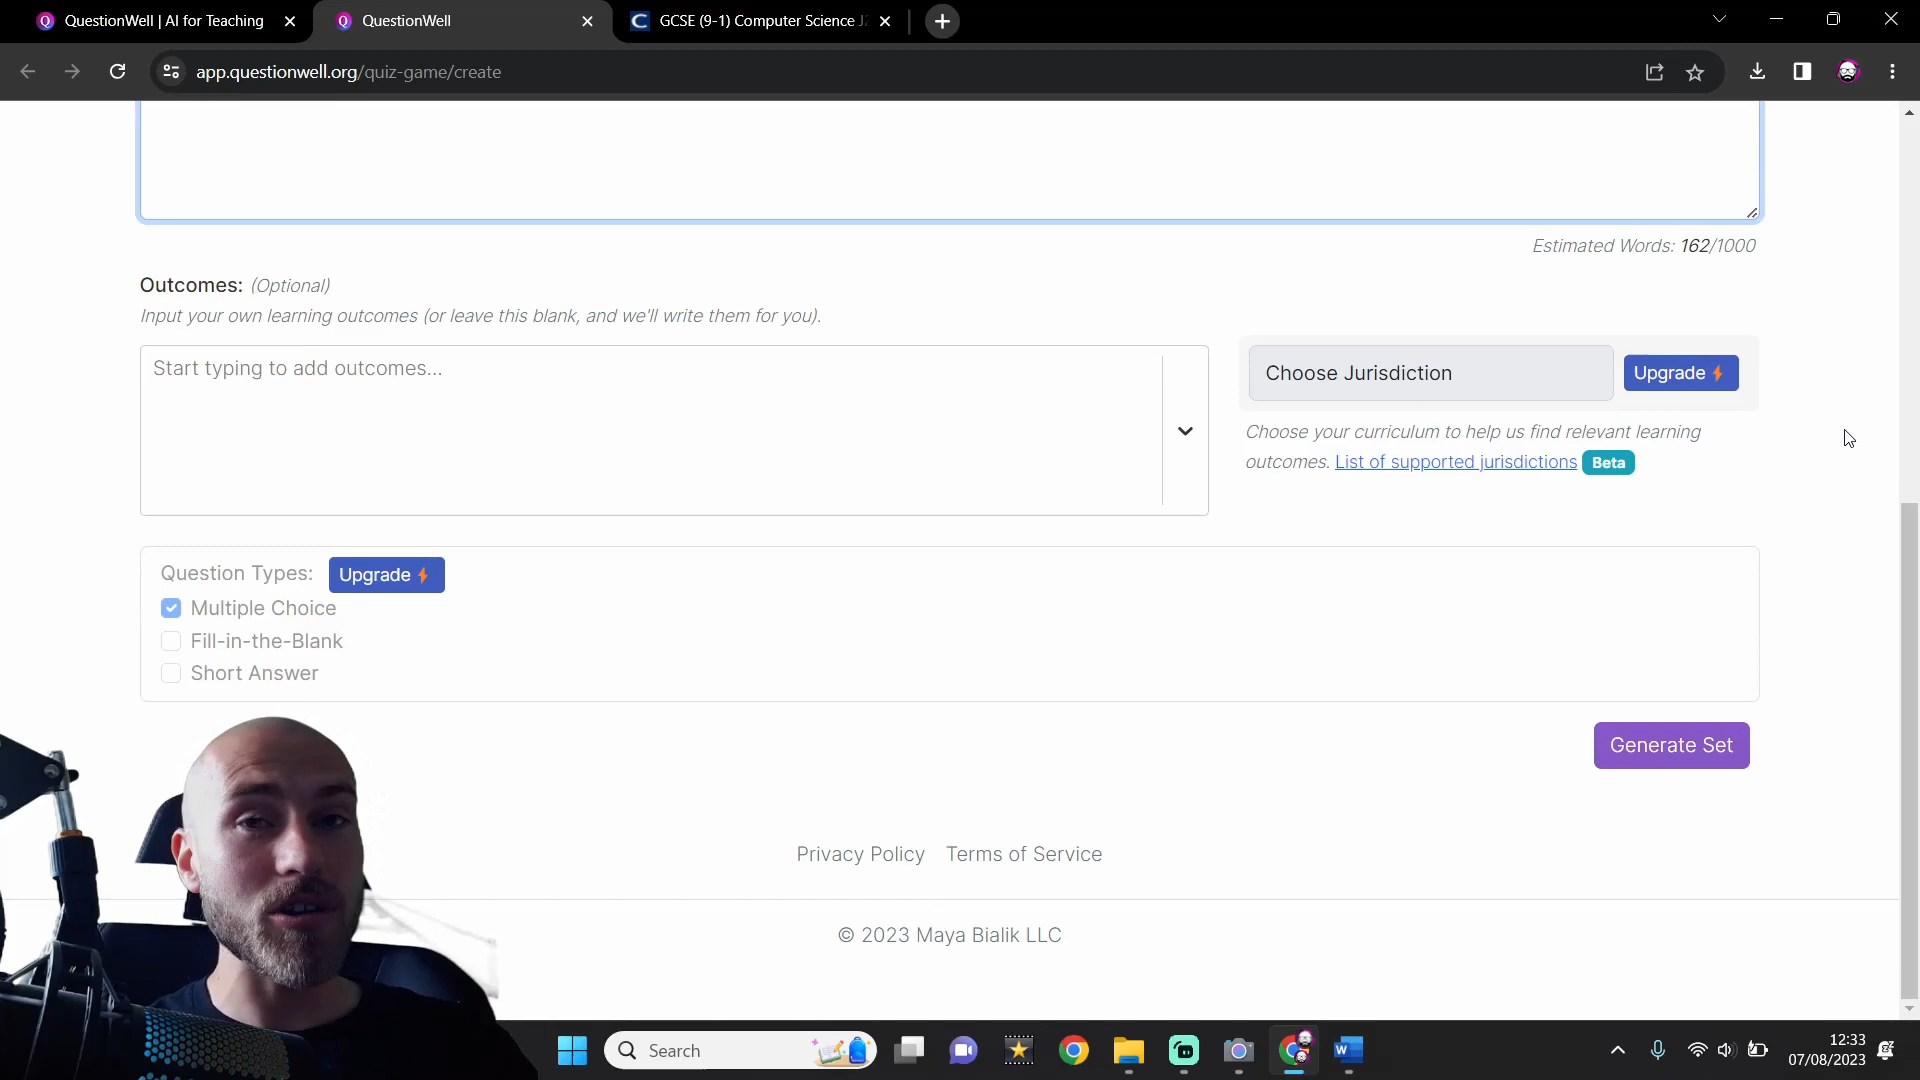 QuestionWell | AI for Teaching
QuestionWell
GCSE (9-1) Computer Science J2
app.questionwell.org/quiz-game/create
Estimated Words: 162/1000
Outcomes: (Optional)
Input your own learning outcomes (or leave this blank, and we'll write them for you).
Start typing to add outcomes...
Choose Jurisdiction
Upgrade
Choose your curriculum to help us find relevant learning
outcomes. List of supported jurisdictions Beta
Question Types: Upgrade
Multiple Choice
Fill-in-the-Blank
Short Answer
Generate Set
Privacy Policy Terms of Service
© 2023 Maya Bialik LLC
Search
12:33
07/08/2023